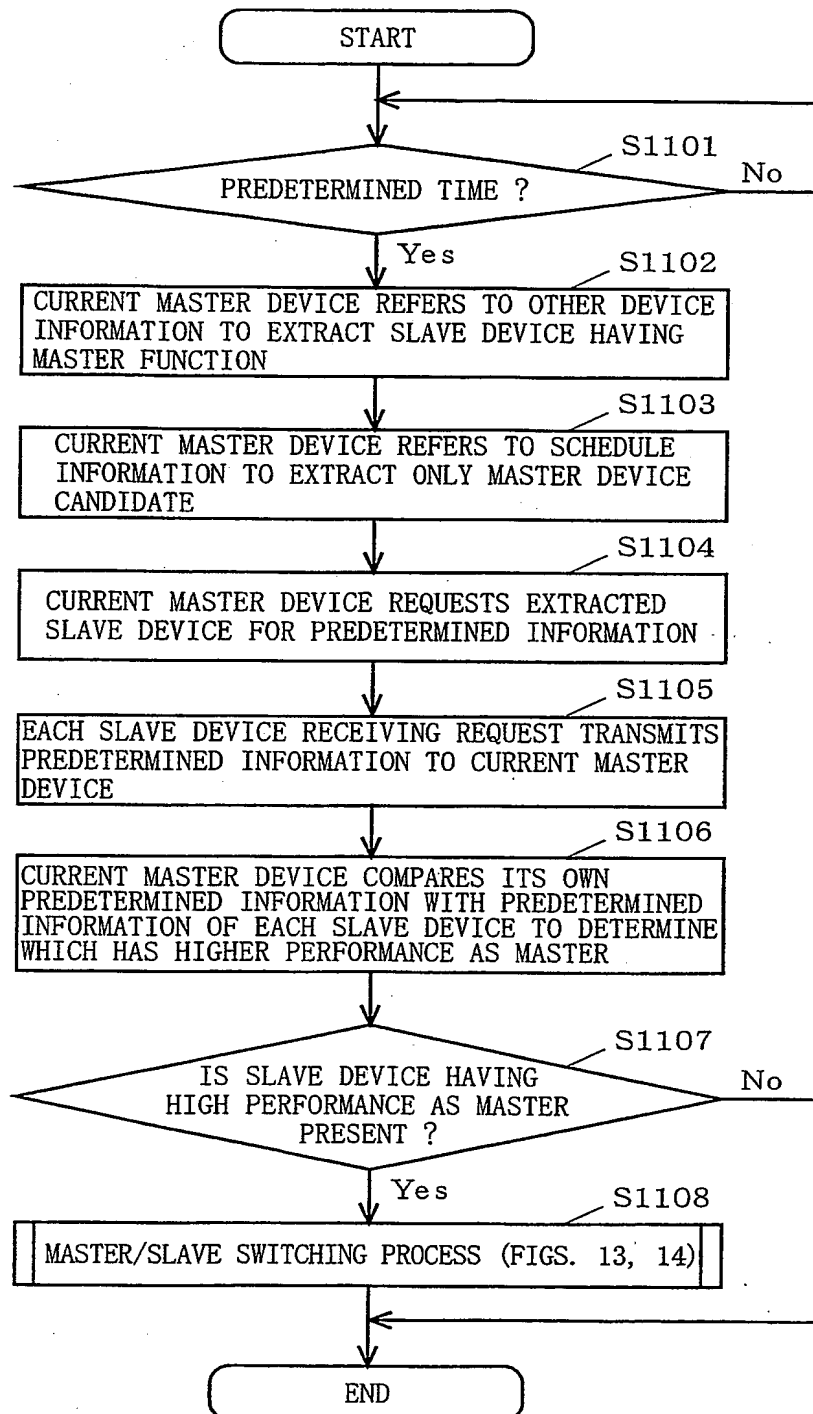 START
S1101
PREDETERMINED TIME ?
No
Yes
S1102
CURRENT MASTER DEVICE REFERS TO OTHER DEVICE
INFORMATION TO EXTRACT SLAVE DEVICE HAVING
MASTER FUNCTION
S1103
CURRENT MASTER DEVICE REFERS TO SCHEDULE
INFORMATION TO EXTRACT ONLY MASTER DEVICE
CANDIDATE
S1104
CURRENT MASTER DEVICE REQUESTS EXTRACTED
SLAVE DEVICE FOR PREDETERMINED INFORMATION
S1105
EACH SLAVE DEVICE RECEIVING REQUEST TRANSMITS
PREDETERMINED INFORMATION TO CURRENT MASTER
DEVICE
S1106
CURRENT MASTER DEVICE COMPARES ITS OWN
PREDETERMINED INFORMATION WITH PREDETERMINED
INFORMATION OF EACH SLAVE DEVICE TO DETERMINE
WHICH HAS HIGHER PERFORMANCE AS MASTER
S1107
IS SLAVE DEVICE HAVING
HIGH PERFORMANCE AS MASTER
PRESENT ?
No
Yes
S1108
MASTER/SLAVE SWITCHING PROCESS (FIGS. 13, 14)
END